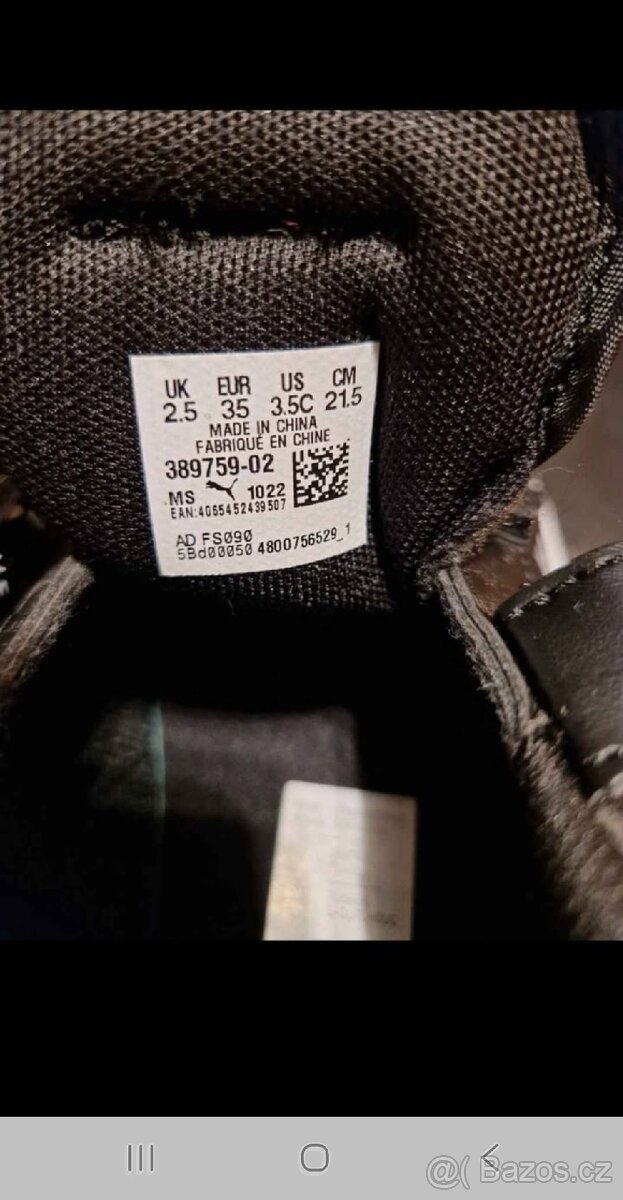 UK EUR US CM
2.5 35 3.5C 21.5
MADE IN CHINA
FABRIQUÉ EN CHINE
389759-02
MS 1022
EAN:4065452439507
AD FS090
5Bd00050 4800756529_1
@( Bazos.cz